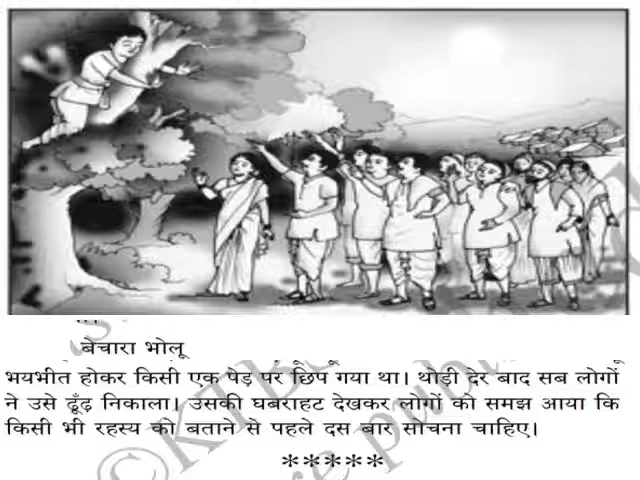 बेचारा भोलू
भयभीत होकर किसी एक पेड़ पर छिप गया था। थोड़ी देर बाद सब लोगों
ने उसे ढूँढ़ निकाला। उसकी घबराहट देखकर लोगों को समझ आया कि
किसी भी रहस्य को बताने से पहले दस बार सोचना चाहिए।
*****